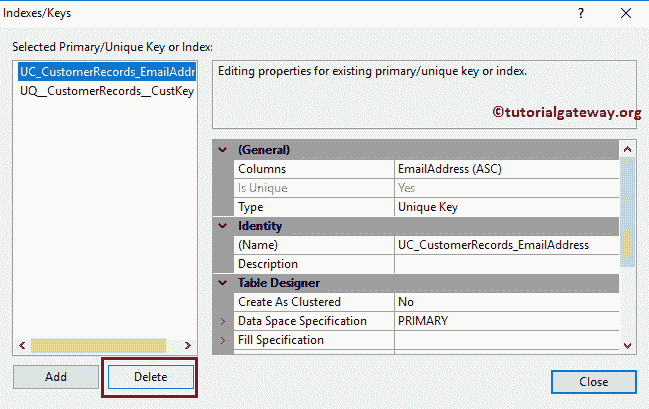 Indexes/Keys ? ×
Selected Primary/Unique Key or Index:
UC_CustomerRecords_EmailAddr
UQ__CustomerRecords__CustKey
Editing properties for existing primary/unique key or index.
©tutorialgateway.org
(General)
Columns EmailAddress (ASC)
Is Unique Yes
Type Unique Key
Identity
(Name) UC_CustomerRecords_EmailAddress
Description
Table Designer
Create As Clustered No
Data Space Specification PRIMARY
Fill Specification
Add Delete
Close